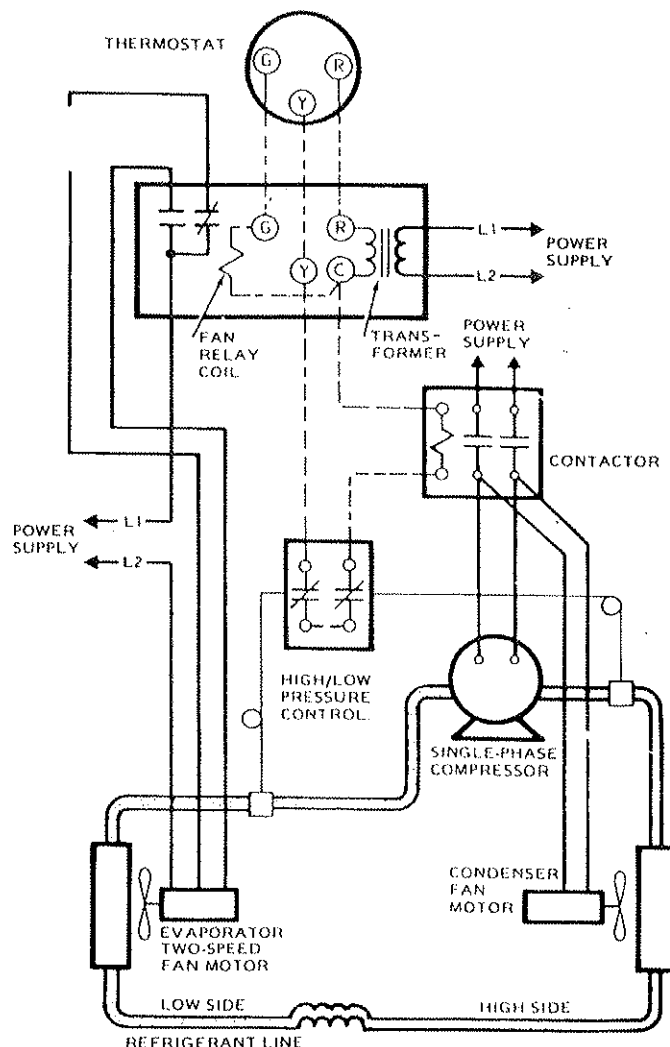 THERMOSTAT
G
R
Y
G
R
Y
C
L1
L2
POWER
SUPPLY
FAN
RELAY
COIL
TRANS-
FORMER
POWER
SUPPLY
CONTACTOR
POWER
SUPPLY
L1
L2
HIGH/LOW
PRESSURE
CONTROL.
SINGLE-PHASE
COMPRESSOR
CONDENSER
FAN
MOTOR
EVAPORATOR
TWO-SPEED
FAN MOTOR
LOW SIDE
HIGH SIDE
REFRIGERANT LINE